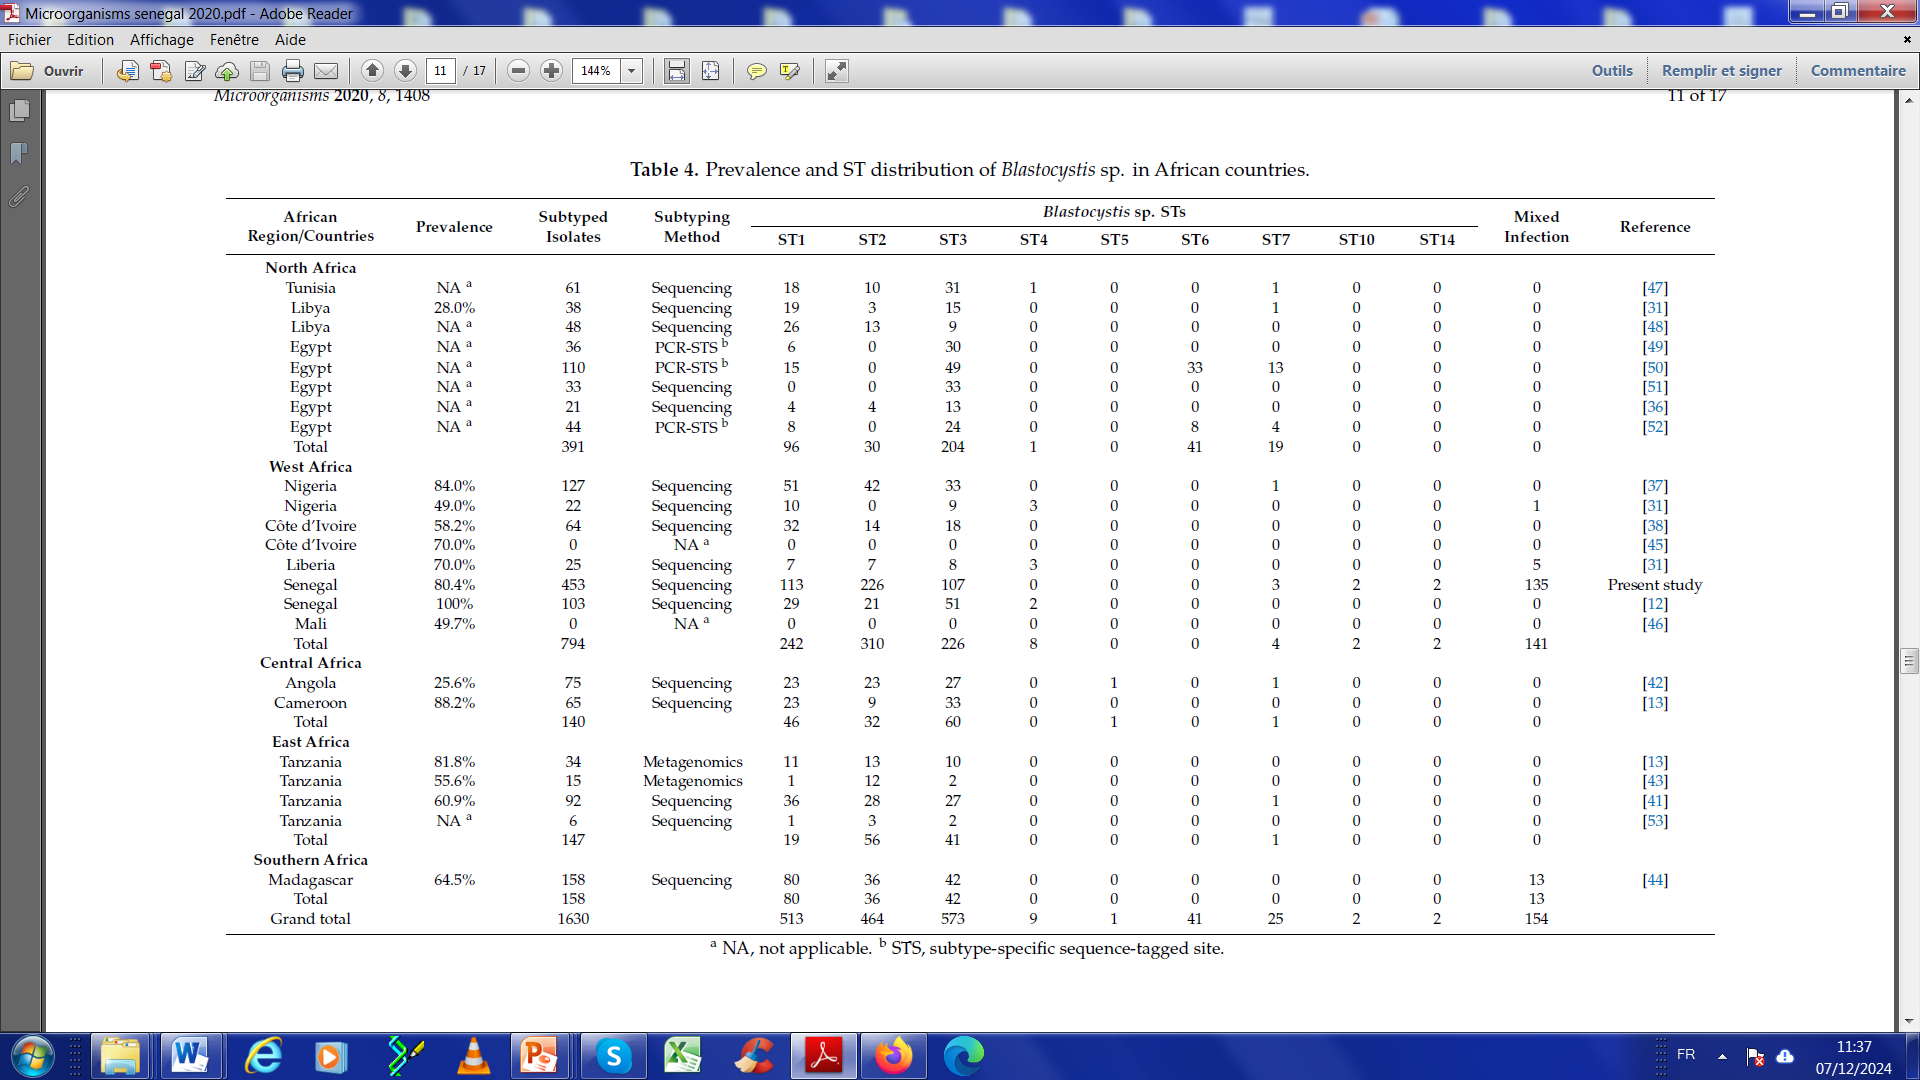 Microorganisms senegal 2020.pdf - Adobe Reader
Fichier Edition Affichage Fenêtre Aide
Ouvrir 11 / 17 144% Outils Remplir et signer Commentaire
Microorganisms 2020, 8, 1408 11 of 17
Table 4. Prevalence and ST distribution of Blastocystis sp. in African countries.
African Region/Countries Prevalence Subtyped Isolates Subtyping Method Blastocystis sp. STs Mixed Infection Reference
ST1 ST2 ST3 ST4 ST5 ST6 ST7 ST10 ST14
North Africa
Tunisia NA a 61 Sequencing 18 10 31 1 0 0 1 0 0 0 [47]
Libya 28.0% 38 Sequencing 19 3 15 0 0 0 1 0 0 0 [31]
Libya NA a 48 Sequencing 26 13 9 0 0 0 0 0 0 0 [48]
Egypt NA a 36 PCR-STS b 6 0 30 0 0 0 0 0 0 0 [49]
Egypt NA a 110 PCR-STS b 15 0 49 0 0 33 13 0 0 0 [50]
Egypt NA a 33 Sequencing 0 0 33 0 0 0 0 0 0 0 [51]
Egypt NA a 21 Sequencing 4 4 13 0 0 0 0 0 0 0 [36]
Egypt NA a 44 PCR-STS b 8 0 24 0 0 8 4 0 0 0 [52]
Total 391 96 30 204 1 0 41 19 0 0 0
West Africa
Nigeria 84.0% 127 Sequencing 51 42 33 0 0 0 1 0 0 0 [37]
Nigeria 49.0% 22 Sequencing 10 0 9 3 0 0 0 0 0 1 [31]
Côte d'Ivoire 58.2% 64 Sequencing 32 14 18 0 0 0 0 0 0 0 [38]
Côte d'Ivoire 70.0% 0 NA a 0 0 0 0 0 0 0 0 0 0 [45]
Liberia 70.0% 25 Sequencing 7 7 8 3 0 0 0 0 0 5 [31]
Senegal 80.4% 453 Sequencing 113 226 107 0 0 0 3 2 2 135 Present study
Senegal 100% 103 Sequencing 29 21 51 2 0 0 0 0 0 0 [12]
Mali 49.7% 0 NA a 0 0 0 0 0 0 0 0 0 0 [46]
Total 794 242 310 226 8 0 0 4 2 2 141
Central Africa
Angola 25.6% 75 Sequencing 23 23 27 0 1 0 1 0 0 0 [42]
Cameroon 88.2% 65 Sequencing 23 9 33 0 0 0 0 0 0 0 [13]
Total 140 46 32 60 0 1 0 1 0 0 0
East Africa
Tanzania 81.8% 34 Metagenomics 11 13 10 0 0 0 0 0 0 0 [13]
Tanzania 55.6% 15 Metagenomics 1 12 2 0 0 0 0 0 0 0 [43]
Tanzania 60.9% 92 Sequencing 36 28 27 0 0 0 1 0 0 0 [41]
Tanzania NA a 6 Sequencing 1 3 2 0 0 0 0 0 0 0 [53]
Total 147 19 56 41 0 0 0 1 0 0 0
Southern Africa
Madagascar 64.5% 158 Sequencing 80 36 42 0 0 0 0 0 0 13 [44]
Total 158 80 36 42 0 0 0 0 0 0 13
Grand total 1630 513 464 573 9 1 41 25 2 2 154
a NA, not applicable. b STS, subtype-specific sequence-tagged site.
FR 11:37
07/12/2024